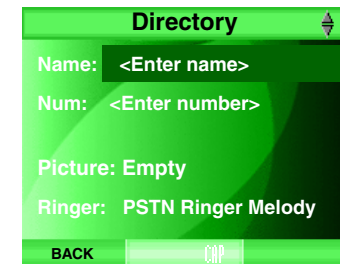 Directory
Name: <Enter name>
Num: <Enter number>
Picture: Empty
Ringer: PSTN Ringer Melody
BACK CAP